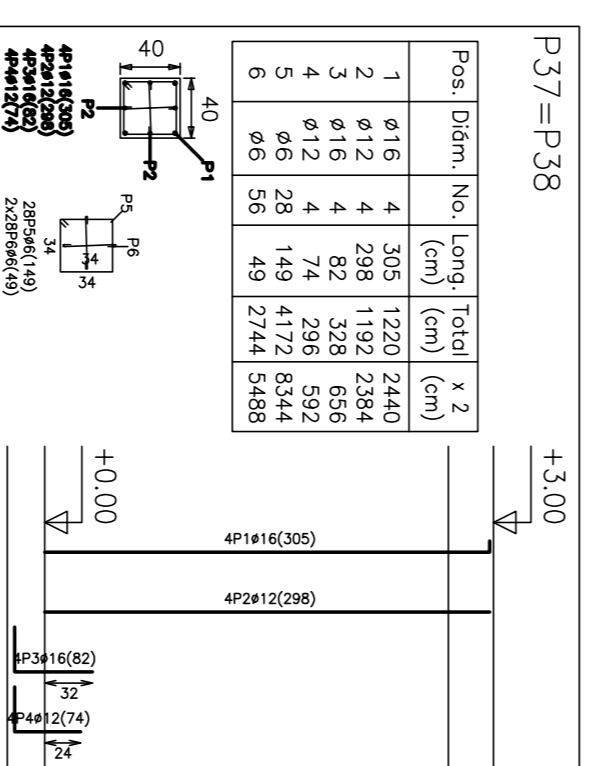 P37=P38
Pos. Diám. No. Long. (cm) Total (cm) x 2 (cm)
1 ø16 4 305 1220 2440
2 ø12 4 298 1192 2384
3 ø16 4 82 328 656
4 ø12 4 74 296 592
5 ø6 28 149 4172 8344
6 ø6 56 49 2744 5488
40
40
P1
P2
P2
4P1ø16(305)
4P2ø12(298)
4P3ø16(82)
4P4ø12(74)
P5
P6
34
34
34
28P5ø6(149)
2x28P6ø6(49)
+3.00
+0.00
4P1ø16(305)
4P2ø12(298)
4P3ø16(82)
32
4P4ø12(74)
24